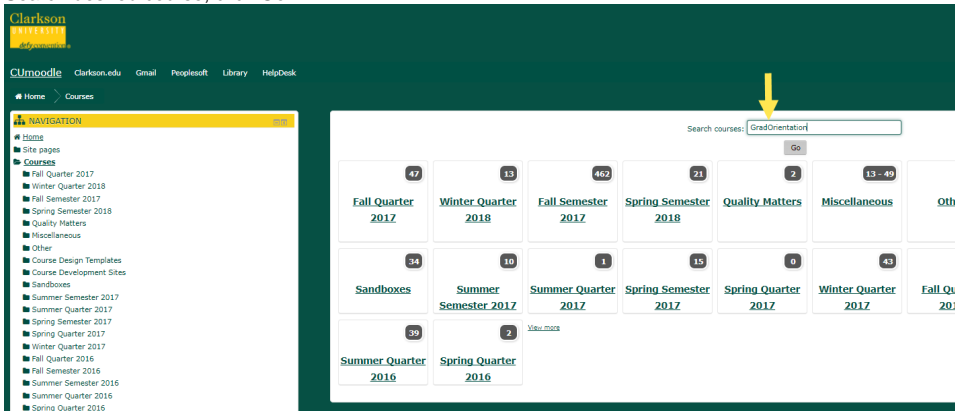 Clarkson
UNIVERSITY
defy convention
CUmoodle Clarkson.edu Gmail Peoplesoft Library HelpDesk
Home Courses
NAVIGATION
Home
Site pages
Courses
Fall Quarter 2017
Winter Quarter 2018
Fall Semester 2017
Spring Semester 2018
Quality Matters
Miscellaneous
Other
Course Design Templates
Course Development Sites
Sandboxes
Summer Semester 2017
Summer Quarter 2017
Spring Semester 2017
Spring Quarter 2017
Winter Quarter 2017
Fall Quarter 2016
Fall Semester 2016
Summer Semester 2016
Summer Quarter 2016
Spring Quarter 2016
Search courses: GradOrientation
Go
47 13 462 21 2 13 - 49
Fall Quarter Winter Quarter Fall Semester Spring Semester Quality Matters Miscellaneous Oth
2017 2018 2017 2018
34 10 1 15 0 43
Sandboxes Summer Summer Quarter Spring Semester Spring Quarter Winter Quarter Fall Qu
Semester 2017 2017 2017 2017 2017 201
39 2 View more
Summer Quarter Spring Quarter
2016 2016